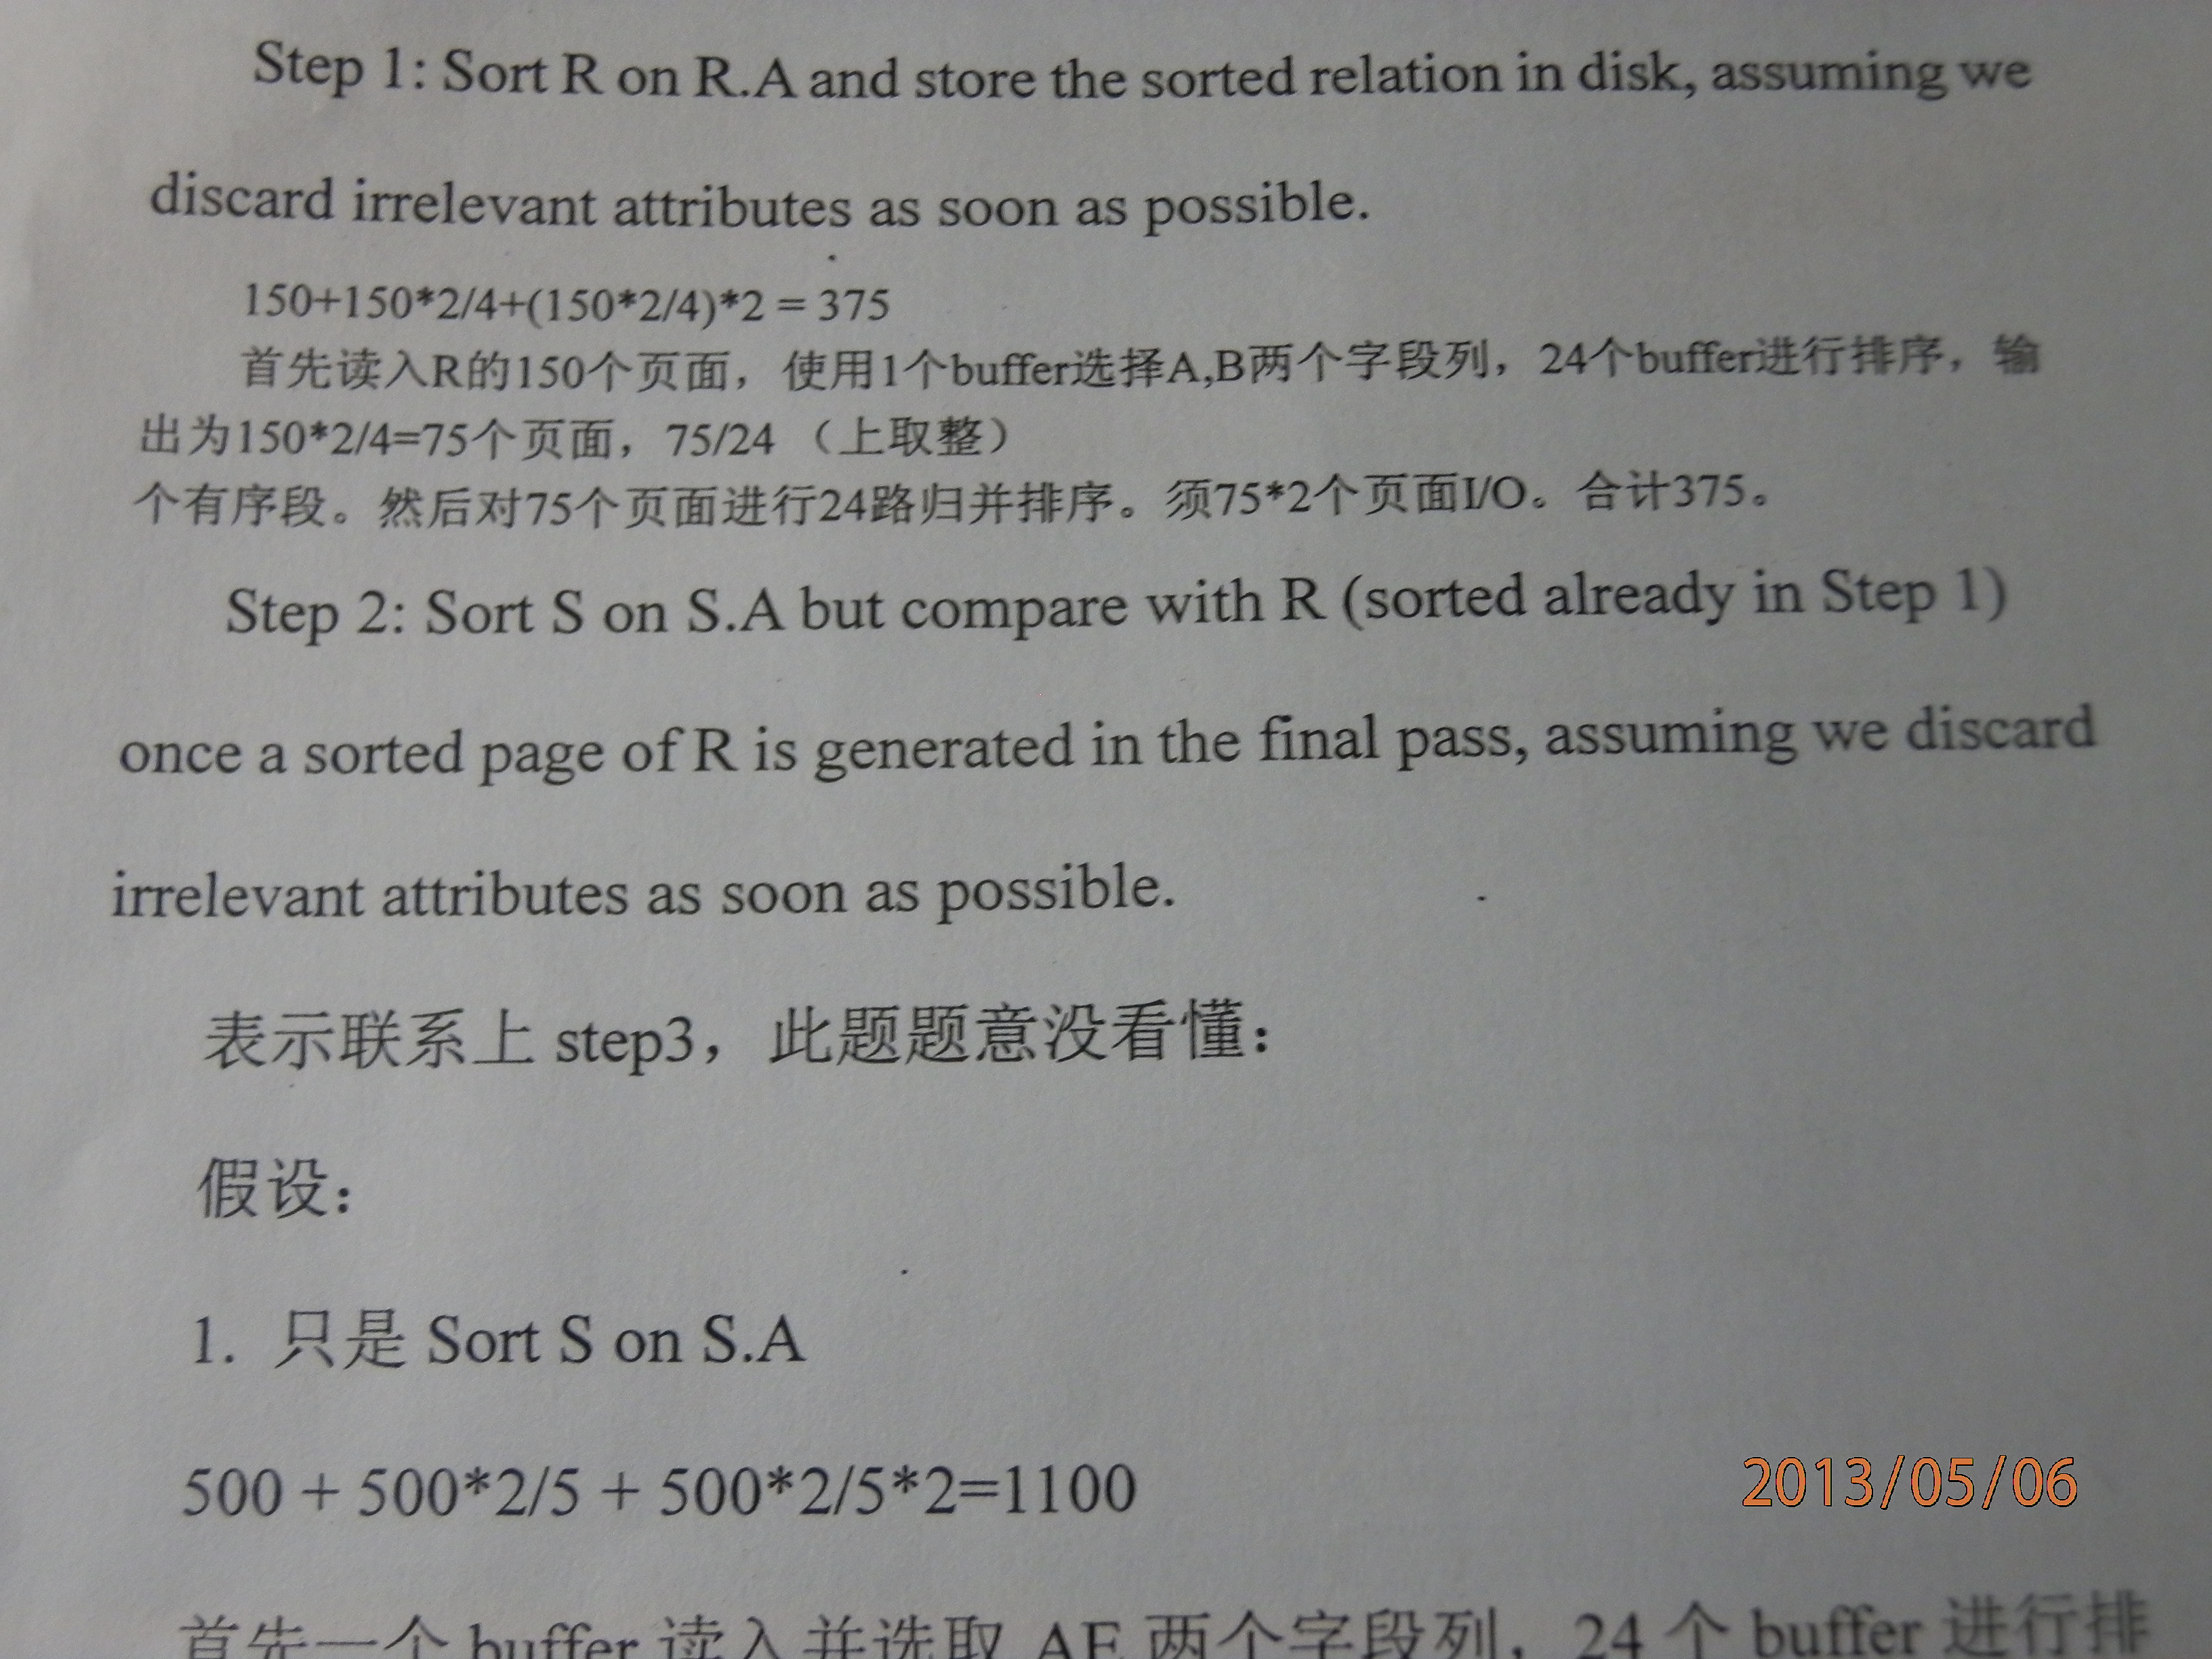 Step 1: Sort R on R.A and store the sorted relation in disk, assuming we
discard irrelevant attributes as soon as possible.
150+150*2/4+(150*2/4)*2 = 375
首先读入R的150个页面，使用1个buffer选择A,B两个字段列，24个buffer进行排序，输
出为150*2/4=75个页面，75/24 （上取整）
个有序段。然后对75个页面进行24路归并排序。须75*2个页面I/O。合计375。
Step 2: Sort S on S.A but compare with R (sorted already in Step 1)
once a sorted page of R is generated in the final pass, assuming we discard
irrelevant attributes as soon as possible.
表示联系上 step3，此题题意没看懂：
假设：
1. 只是 Sort S on S.A
500 + 500*2/5 + 500*2/5*2=1100
2013/05/06
首先一个 buffer 读入并选取 AE 两个字段列，24 个 buffer 进行排